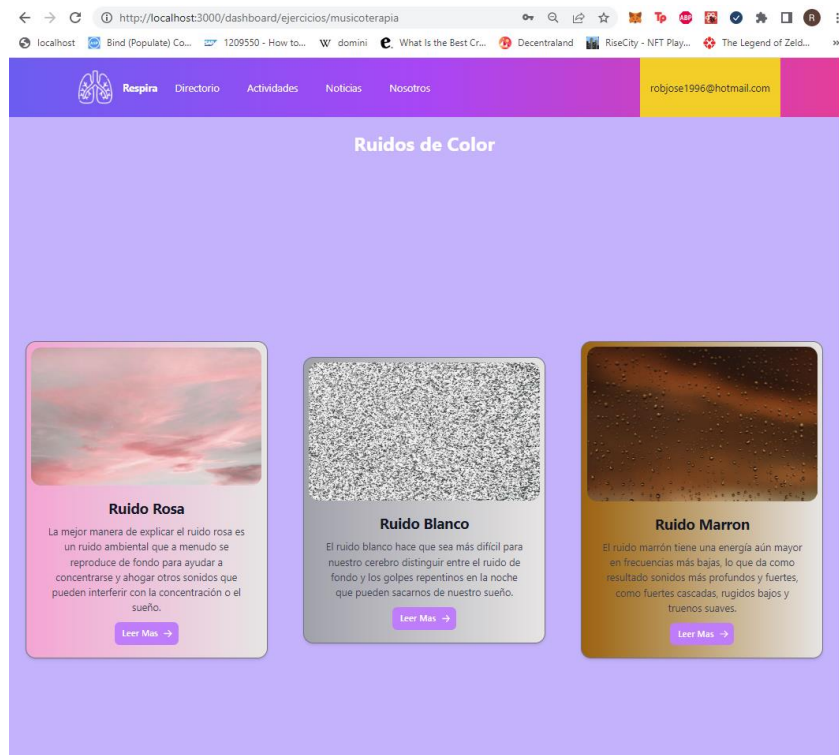 http://localhost:3000/dashboard/ejercicios/musicoterapia
localhost
Bind (Populate) Co...
1209550 - How to...
domini
What Is the Best Cr...
Decentraland
RiseCity - NFT Play...
The Legend of Zeld...
Respira
Directorio
Actividades
Noticias
Nosotros
robjose1996@hotmail.com
Ruidos de Color
Ruido Rosa
La mejor manera de explicar el ruido rosa es
un ruido ambiental que a menudo se
reproduce de fondo para ayudar a
concentrarse y ahogar otros sonidos que
pueden interferir con la concentración o el
sueño.
Leer Mas →
Ruido Blanco
El ruido blanco hace que sea más difícil para
nuestro cerebro distinguir entre el ruido de
fondo y los golpes repentinos en la noche
que pueden sacarnos de nuestro sueño.
Leer Mas →
Ruido Marron
El ruido marrón tiene una energía aún mayor
en frecuencias más bajas, lo que da como
resultado sonidos más profundos y fuertes,
como fuertes cascadas, rugidos bajos y
truenos suaves.
Leer Mas →